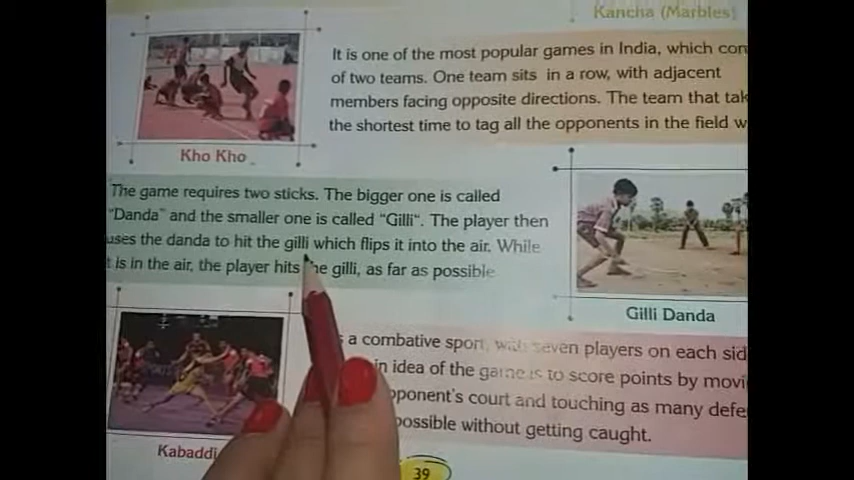 Kancha (Marbles)
It is one of the most popular games in India, which con
of two teams. One team sits in a row, with adjacent
members facing opposite directions. The team that tak
the shortest time to tag all the opponents in the field w
Kho Kho
The game requires two sticks. The bigger one is called
"Danda" and the smaller one is called "Gilli". The player then
uses the danda to hit the gilli which flips it into the air. While
t is in the air, the player hits the gilli, as far as possible
Gilli Danda
s a combative sport, with seven players on each sid
in idea of the game is to score points by movi
pponent's court and touching as many defe
possible without getting caught.
Kabaddi
39